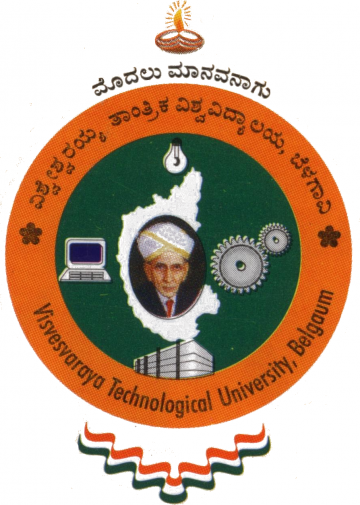 ಮೊದಲು ಮಾನವನಾಗು
ವಿಶ್ವೇಶ್ವರಯ್ಯ ತಾಂತ್ರಿಕ ವಿಶ್ವವಿದ್ಯಾಲಯ, ಬೆಳಗಾವಿ
Visvesvaraya Technological University, Belgaum